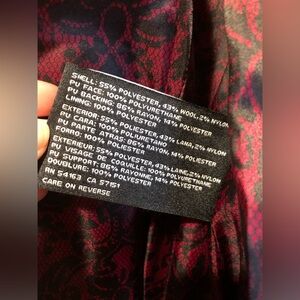 SHELL: 55% POLYESTER, 43% WOOL, 2% NYLON
PU FACE: 100% POLYURETHANE
PU BACKING: 86% RAYON, 14% POLYESTER
LINING: 100% POLYESTER
EXTERIOR: 55% POLIESTER, 43% LANA, 2% NYLON
PU CARA: 100% POLIURETANO
PU PARTE ATRAS: 86% RAYON, 14% POLIESTER
FORRO: 100% POLIESTER
EXTERIEUR: 55% POLYESTER, 43% LAINE, 2% NYLON
PU VISAGE DE COQUILLE: 100% POLYURETHANE
PU SUPPORT: 86% RAYONNE, 14% POLYESTER
DOUBLURE: 100% POLYESTER
RN 54163 CA 57151
CARE ON REVERSE